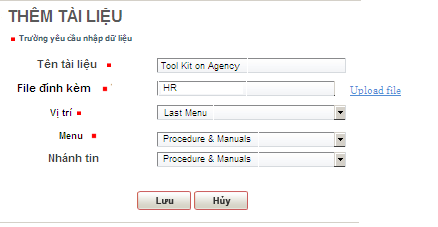 THÊM TÀI LIỆU
Trường yêu cầu nhập dữ liệu
Tên tài liệu Tool Kit on Agency
File đính kèm HR Upload file
Vị trí Last Menu
Menu Procedure & Manuals
Nhánh tin Procedure & Manuals
Lưu Hủy